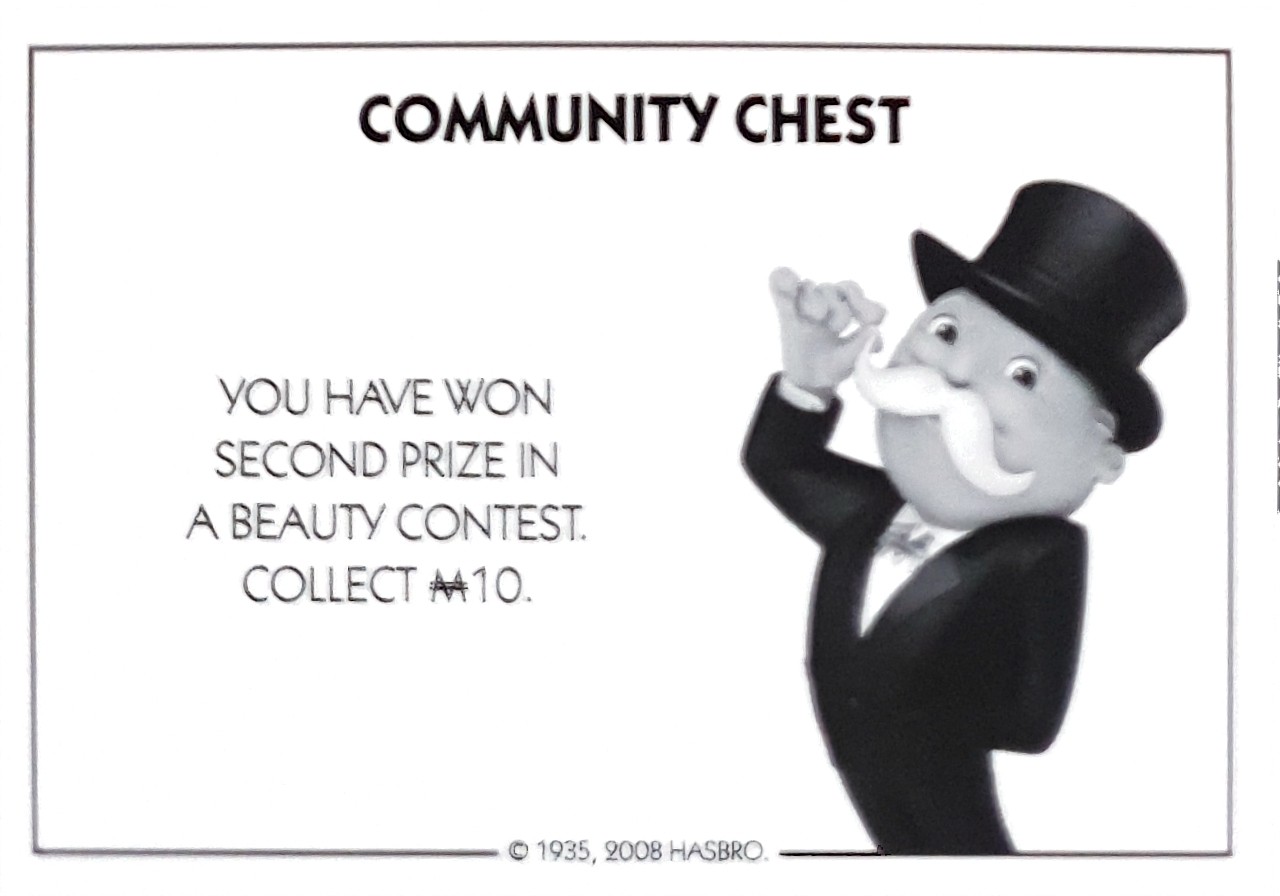 COMMUNITY CHEST
YOU HAVE WON
SECOND PRIZE IN
A BEAUTY CONTEST.
COLLECT ₩10.
© 1935, 2008 HASBRO.